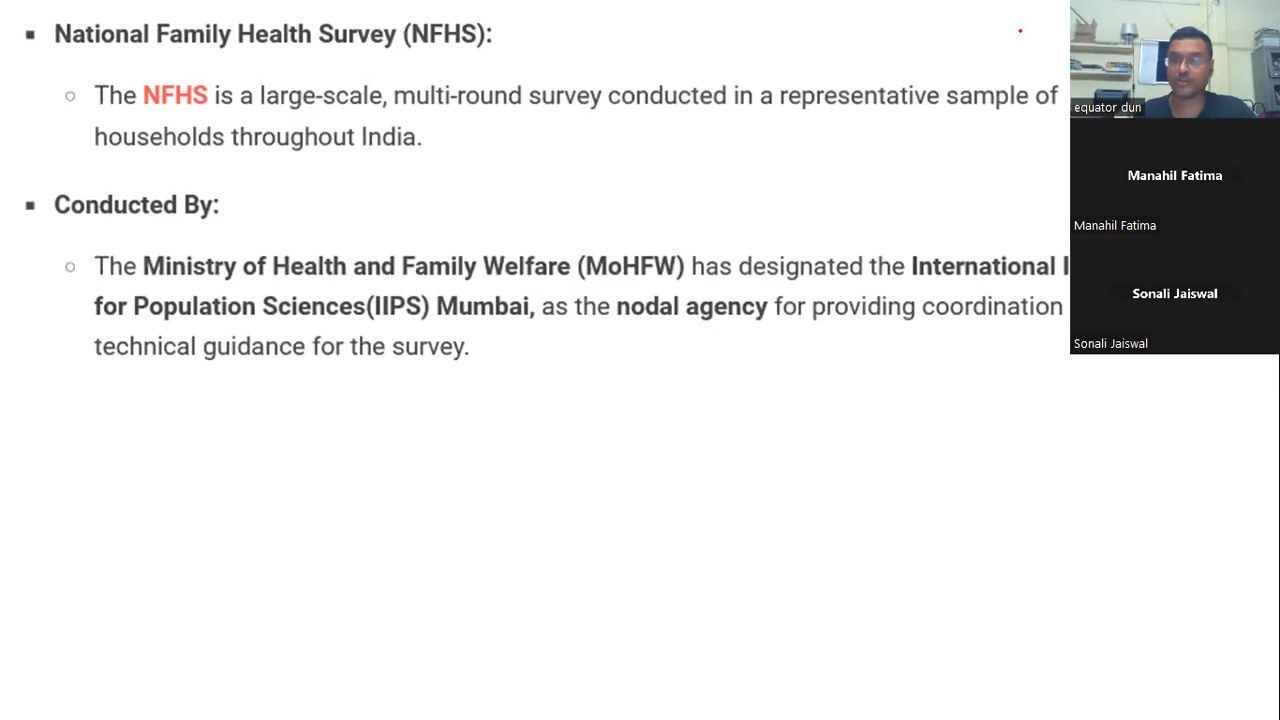 National Family Health Survey (NFHS):
The NFHS is a large-scale, multi-round survey conducted in a representative sample of
households throughout India.
Conducted By:
The Ministry of Health and Family Welfare (MoHFW) has designated the International
for Population Sciences(IIPS) Mumbai, as the nodal agency for providing coordination
technical guidance for the survey.
equator dun
Manahil Fatima
Manahil Fatima
Sonali Jaiswal
Sonali Jaiswal